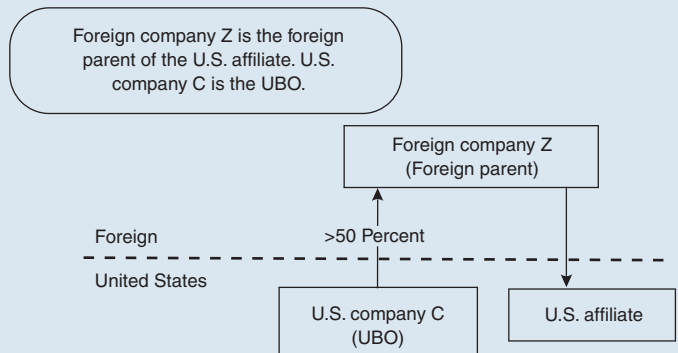 Foreign company Z is the foreign
parent of the U.S. affiliate. U.S.
company C is the UBO.
Foreign company Z
(Foreign parent)
Foreign
>50 Percent
United States
U.S. company C
(UBO)
U.S. affiliate